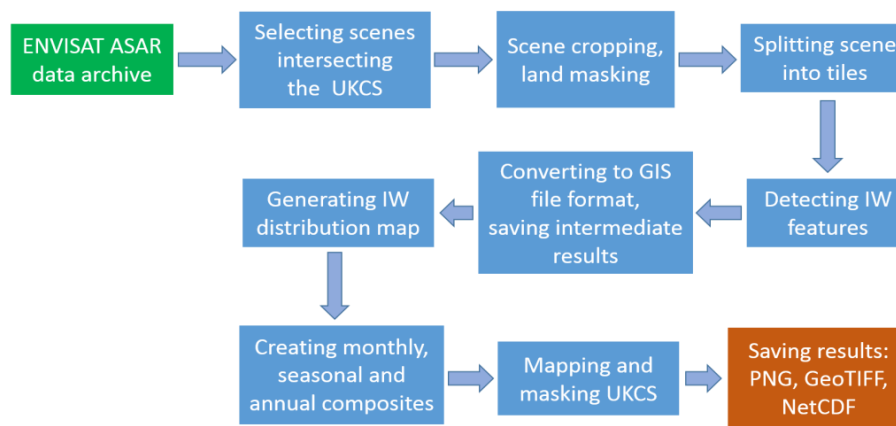 ENVISAT ASAR
data archive
Selecting scenes
intersecting
the UKCS
Scene cropping,
land masking
Splitting scene
into tiles
Detecting IW
features
Converting to GIS
file format,
saving intermediate
results
Generating IW
distribution map
Creating monthly,
seasonal and
annual composites
Mapping and
masking UKCS
Saving results:
PNG, GeoTIFF,
NetCDF